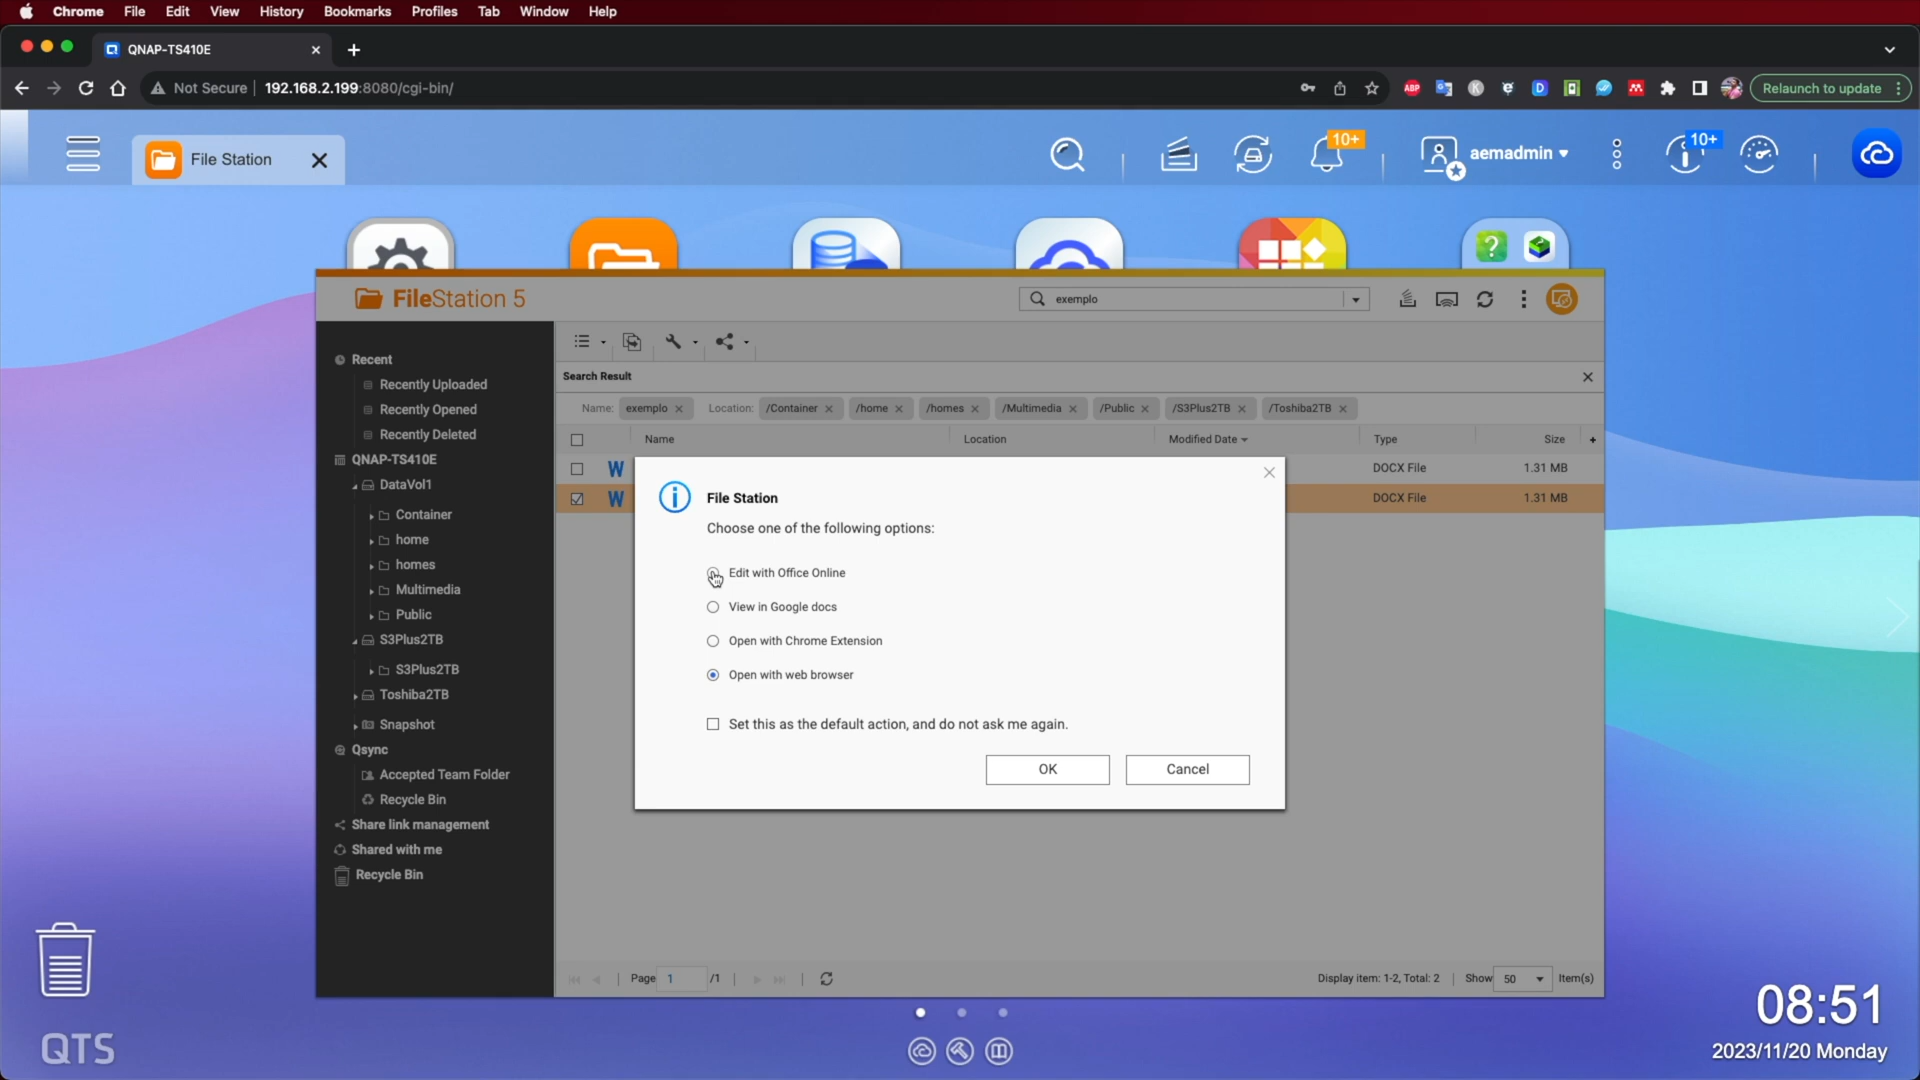 Chrome File Edit View History Bookmarks Profiles Tab Window Help
QNAP-TS410E
Not Secure 192.168.2.199:8080/cgi-bin/
ABP
Relaunch to update
File Station
10+
aemadmin
10+
FileStation 5
exemplo
Recent
Recently Uploaded
Recently Opened
Recently Deleted
QNAP-TS410E
DataVol1
Container
home
homes
Multimedia
Public
S3Plus2TB
S3Plus2TB
Toshiba2TB
Snapshot
Qsync
Accepted Team Folder
Recycle Bin
Share link management
Shared with me
Recycle Bin
Search Result
Name: exemplo Location: /Container /home /homes /Multimedia /Public /S3Plus2TB /Toshiba2TB
Name Location Modified Date Type Size
W DOCX File 1.31 MB
W DOCX File 1.31 MB
File Station
Choose one of the following options:
Edit with Office Online
View in Google docs
Open with Chrome Extension
Open with web browser
Set this as the default action, and do not ask me again.
OK Cancel
Page 1 /1 Display item: 1-2, Total: 2 Show 50 Item(s)
QTS
08:51
2023/11/20 Monday